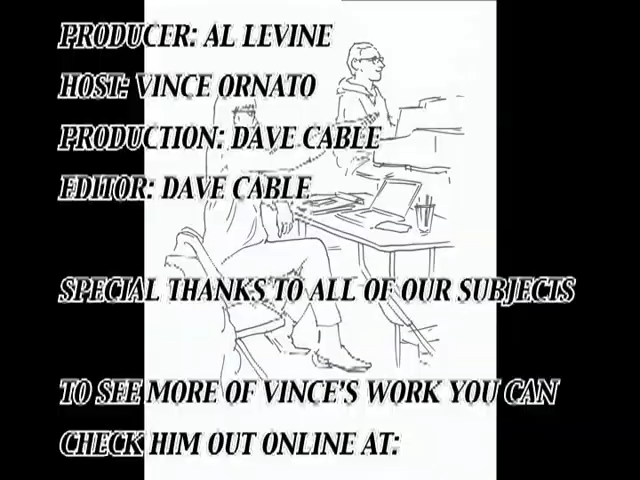 PRODUCER: AL LEVINE
HOST: VINCE ORNATO
PRODUCTION: DAVE CABLE
EDITOR: DAVE CABLE
SPECIAL THANKS TO ALL OF OUR SUBJECTS
TO SEE MORE OF VINCE'S WORK YOU CAN
CHECK HIM OUT ONLINE AT: